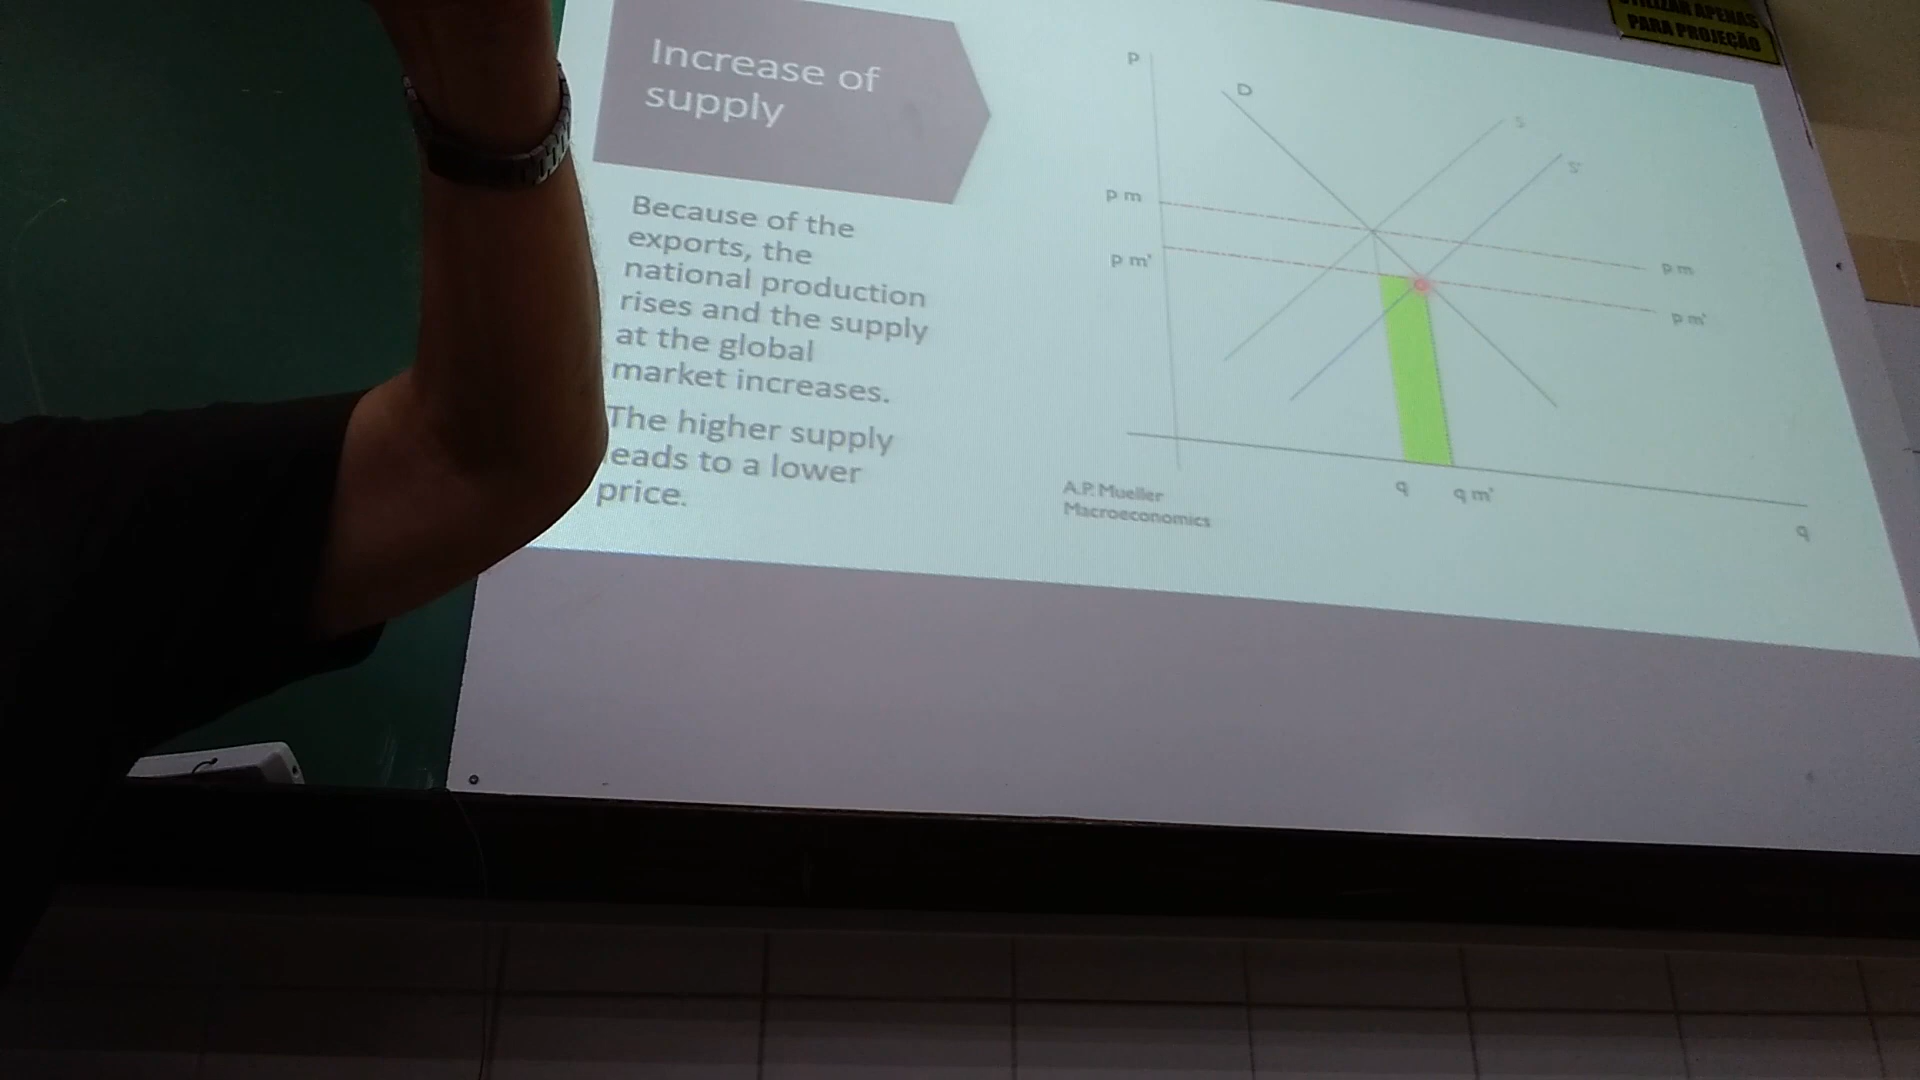 UTILIZAR APENAS
PARA PROJEÇÃO
Increase of
supply
Because of the
exports, the
national production
rises and the supply
at the global
market increases.
The higher supply
leads to a lower
price.
P
D
S
S'
p m
p m
p m'
p m'
q
q m'
q
A.P. Mueller
Macroeconomics